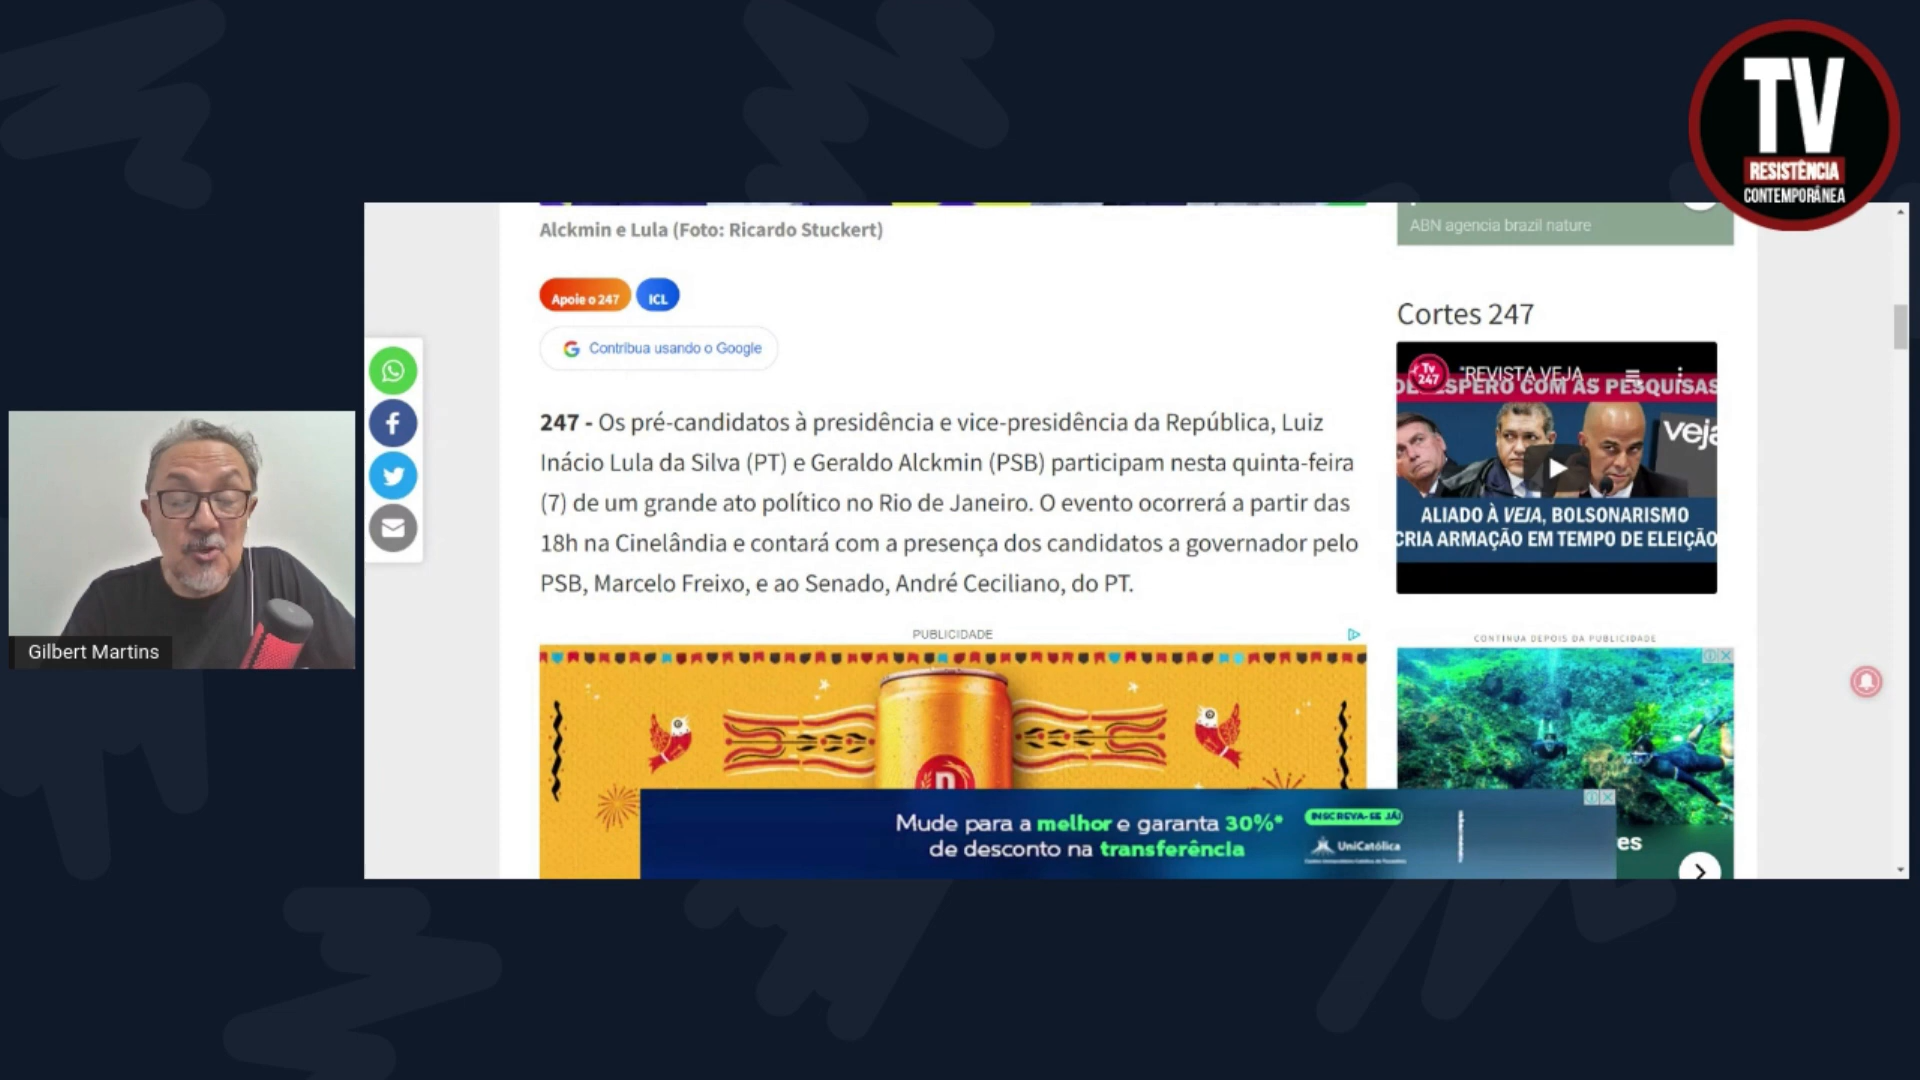 TV
RESISTÊNCIA
CONTEMPORÂNEA
Alckmin e Lula (Foto: Ricardo Stuckert)
ABN agencia brazil nature
Apoie o 247
ICL
Contribua usando o Google
Cortes 247
247 - Os pré-candidatos à presidência e vice-presidência da República, Luiz
Inácio Lula da Silva (PT) e Geraldo Alckmin (PSB) participam nesta quinta-feira
(7) de um grande ato político no Rio de Janeiro. O evento ocorrerá a partir das
18h na Cinelândia e contará com a presença dos candidatos a governador pelo
PSB, Marcelo Freixo, e ao Senado, André Ceciliano, do PT.
Tv
247
"REVISTA VEJA ...
COM AS PESQUISAS
veja
ALIADO À VEJA, BOLSONARISMO
CRIA ARMAÇÃO EM TEMPO DE ELEIÇÃO
Gilbert Martins
PUBLICIDADE
CONTINUA DEPOIS DA PUBLICIDADE
Mude para a melhor e garanta 30%*
de desconto na transferência
INSCREVA-SE JÁ!
UniCatólica
es